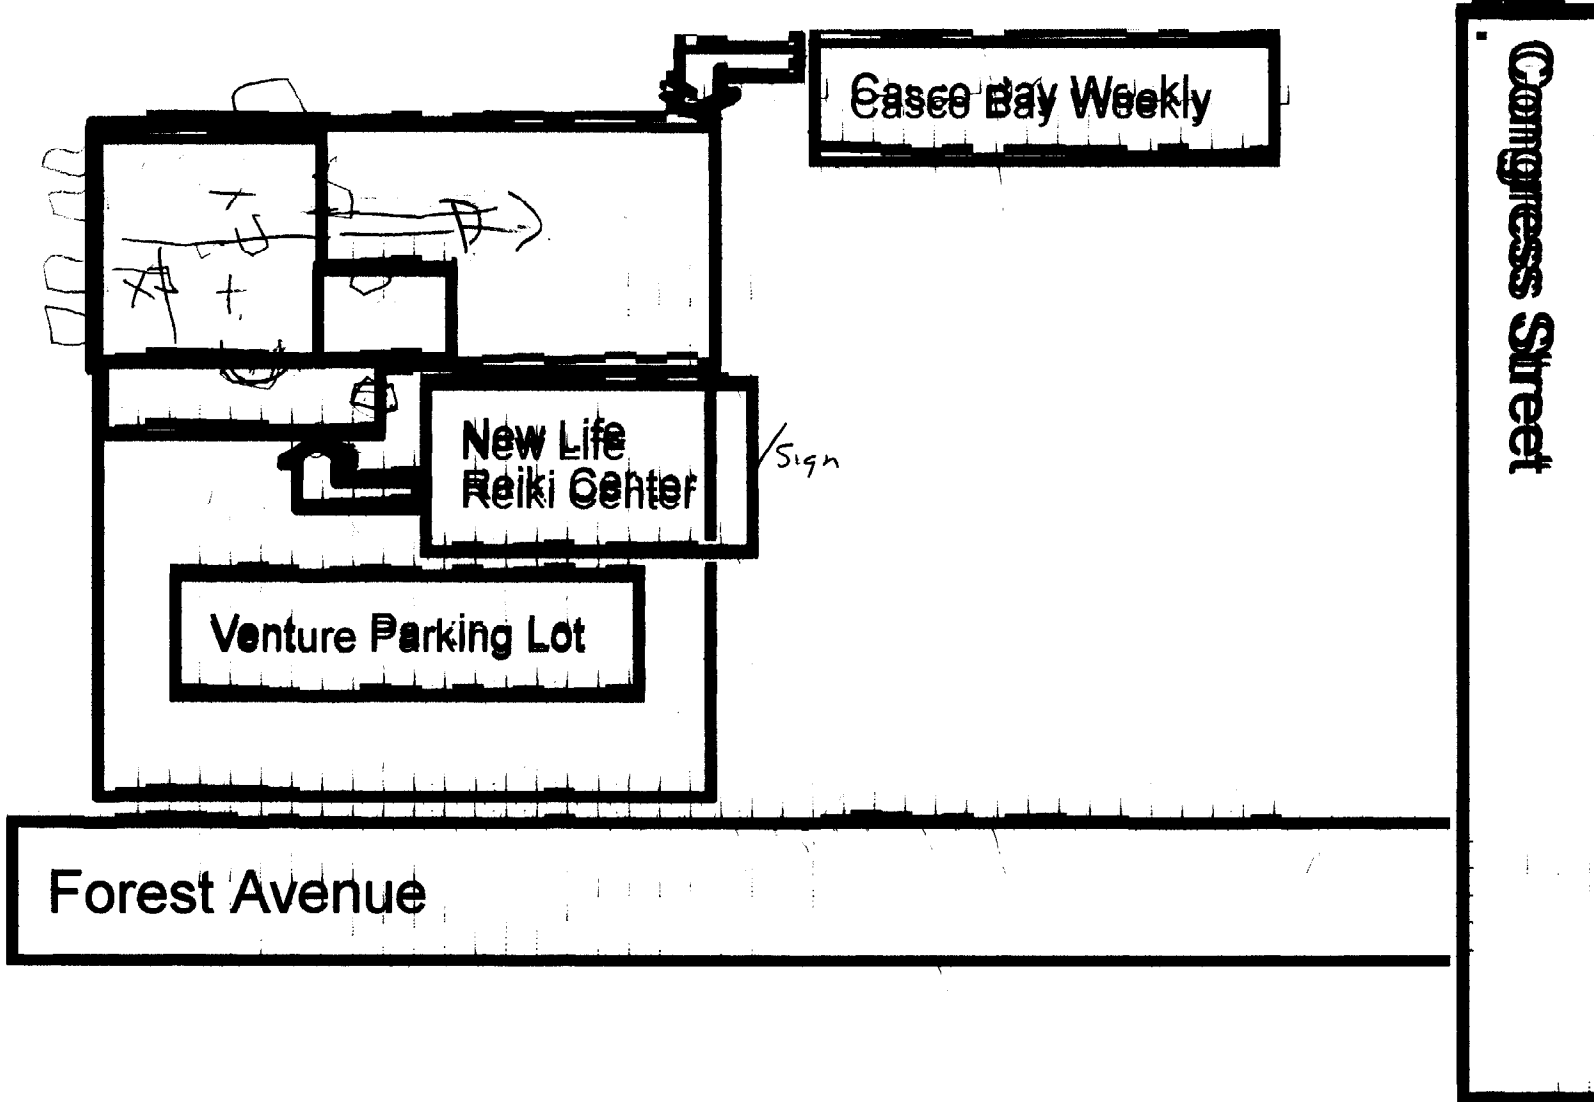 Casco Bay Weekly
Congress Street
New Life
Reiki Center
Sign
Venture Parking Lot
Forest Avenue